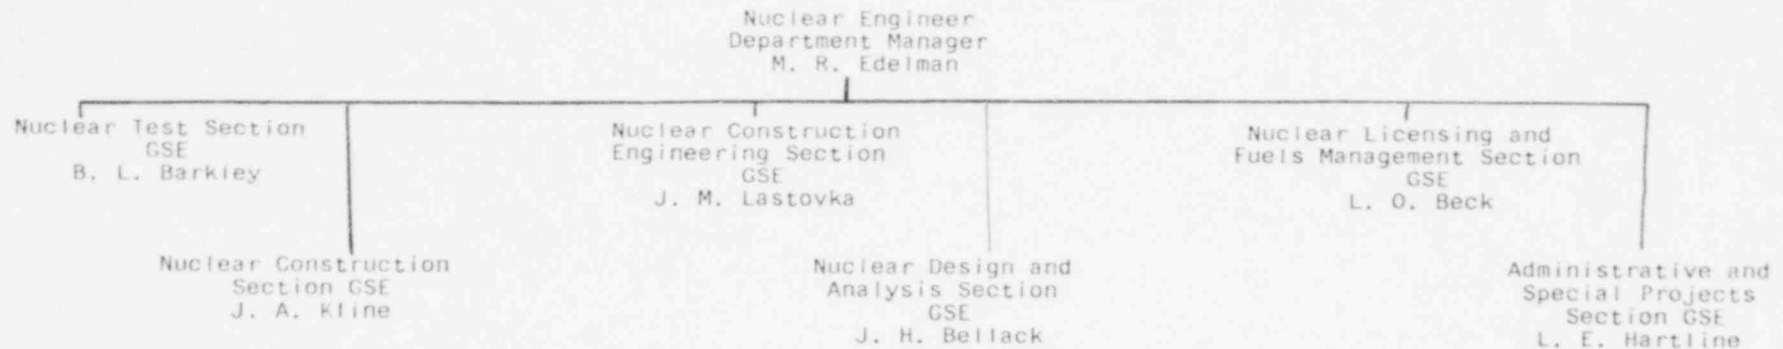 Nuclear Engineer
Department Manager
M. R. Edelman
Nuclear Test Section
GSE
B. L. Barkley
Nuclear Construction
Engineering Section
GSE
J. M. Lastovka
Nuclear Licensing and
Fuels Management Section
GSE
L. O. Beck
Nuclear Construction
Section GSE
J. A. Kline
Nuclear Design and
Analysis Section
GSE
J. H. Bellack
Administrative and
Special Projects
Section GSE
L. E. Hartline